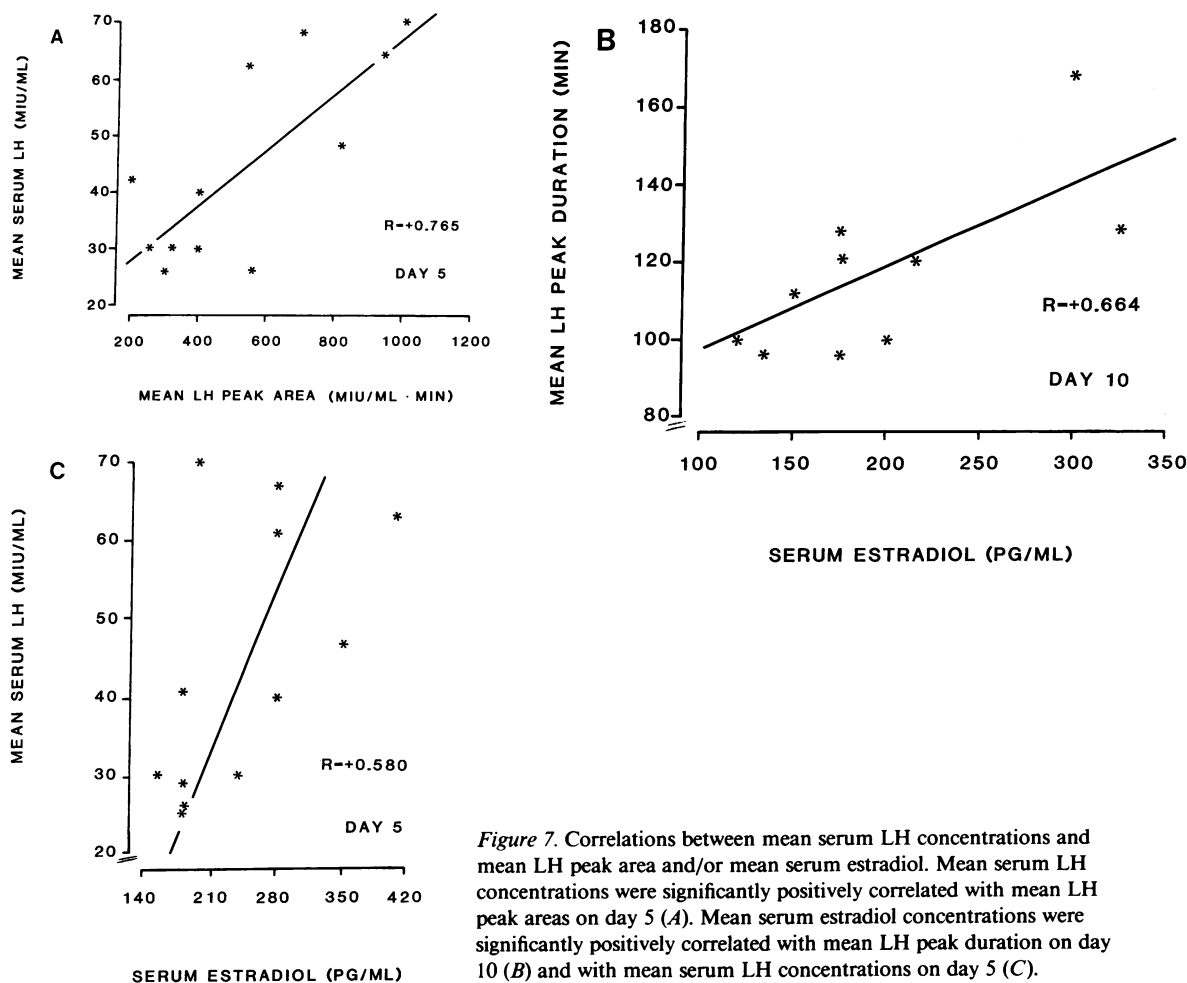 A
MEAN SERUM LH (MIU/ML)
70
60
50
40
30
20
R=+0.765
DAY 5
200 400 600 800 1000 1200
MEAN LH PEAK AREA (MIU/ML · MIN)
B
MEAN LH PEAK DURATION (MIN)
180
160
140
120
100
80
R=+0.664
DAY 10
100 150 200 250 300 350
SERUM ESTRADIOL (PG/ML)
C
MEAN SERUM LH (MIU/ML)
70
60
50
40
30
20
R=+0.580
DAY 5
140 210 280 350 420
SERUM ESTRADIOL (PG/ML)
Figure 7. Correlations between mean serum LH concentrations and
mean LH peak area and/or mean serum estradiol. Mean serum LH
concentrations were significantly positively correlated with mean LH
peak areas on day 5 (A). Mean serum estradiol concentrations were
significantly positively correlated with mean LH peak duration on day
10 (B) and with mean serum LH concentrations on day 5 (C).